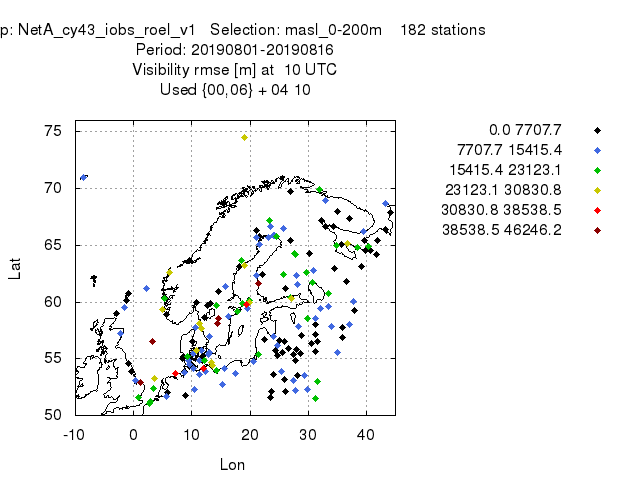 p: NetA_cy43_iobs_roel_v1 Selection: masl_0-200m 182 stations
Period: 20190801-20190816
Visibility rmse [m] at 10 UTC
Used {00,06} + 04 10
75
70
65
60
55
50
-10 0 10 20 30 40
Lat
Lon
0.0 7707.7
7707.7 15415.4
15415.4 23123.1
23123.1 30830.8
30830.8 38538.5
38538.5 46246.2